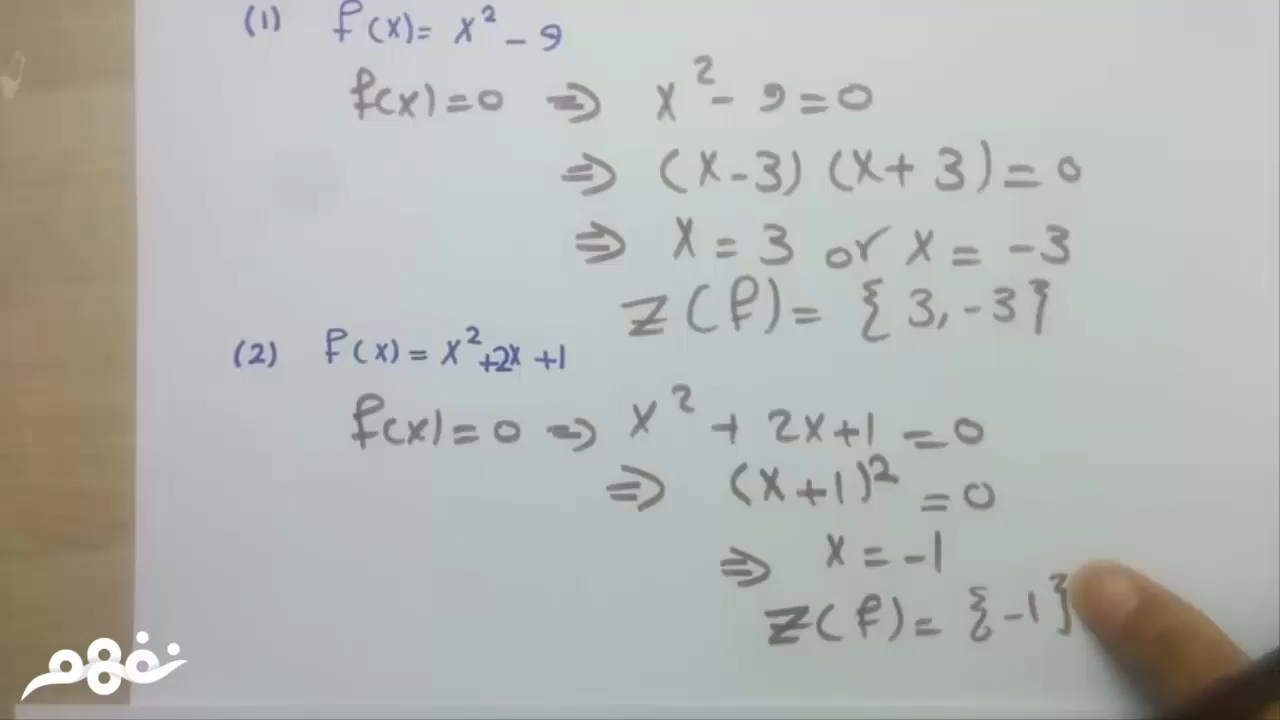 (1) f(x)= x² - 9
f(x)=0 ⇒ x² - 9 = 0
⇒ (x-3) (x+3) = 0
⇒ x = 3 or x = -3
Z(f) = {3, -3}
(2) f(x) = x² +2x +1
f(x)=0 ⇒ x² + 2x+1 = 0
⇒ (x+1)² = 0
⇒ x = -1
Z(f) = {-1}
نفهم